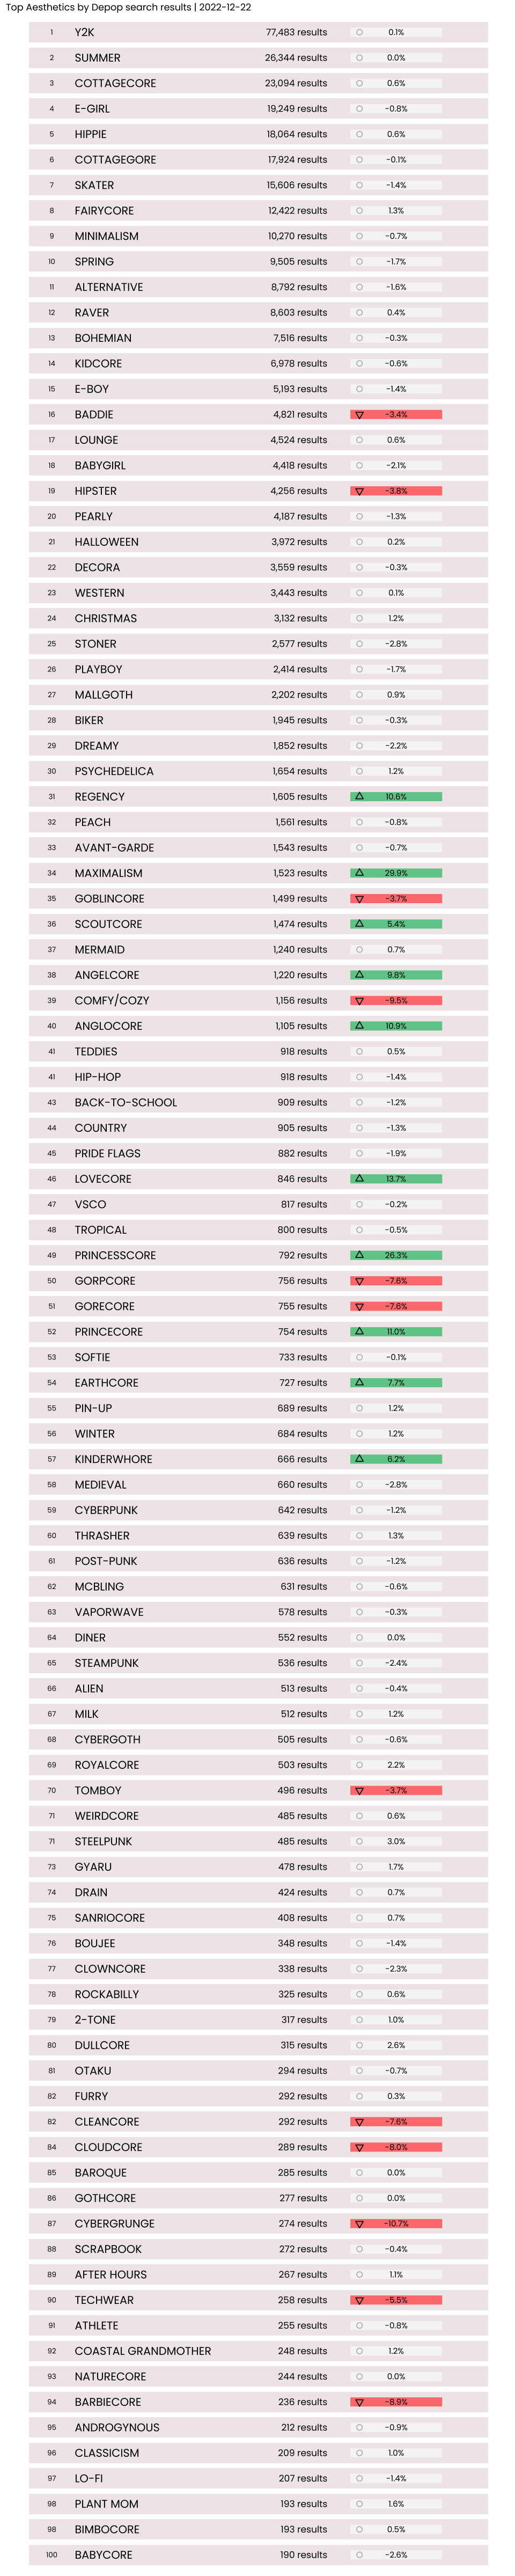 Top Aesthetics by Depop search results | 2022-12-22
1 Y2K 77,483 results 0.1%
2 SUMMER 26,344 results 0.0%
3 COTTAGECORE 23,094 results 0.6%
4 E-GIRL 19,249 results -0.8%
5 HIPPIE 18,064 results 0.6%
6 COTTAGEGORE 17,924 results -0.1%
7 SKATER 15,606 results -1.4%
8 FAIRYCORE 12,422 results 1.3%
9 MINIMALISM 10,270 results -0.7%
10 SPRING 9,505 results -1.7%
11 ALTERNATIVE 8,792 results -1.6%
12 RAVER 8,603 results 0.4%
13 BOHEMIAN 7,516 results -0.3%
14 KIDCORE 6,978 results -0.6%
15 E-BOY 5,193 results -1.4%
16 BADDIE 4,821 results -3.4%
17 LOUNGE 4,524 results 0.6%
18 BABYGIRL 4,418 results -2.1%
19 HIPSTER 4,256 results -3.8%
20 PEARLY 4,187 results -1.3%
21 HALLOWEEN 3,972 results 0.2%
22 DECORA 3,559 results -0.3%
23 WESTERN 3,443 results 0.1%
24 CHRISTMAS 3,132 results 1.2%
25 STONER 2,577 results -2.8%
26 PLAYBOY 2,414 results -1.7%
27 MALLGOTH 2,202 results 0.9%
28 BIKER 1,945 results -0.3%
29 DREAMY 1,852 results -2.2%
30 PSYCHEDELICA 1,654 results 1.2%
31 REGENCY 1,605 results 10.6%
32 PEACH 1,561 results -0.8%
33 AVANT-GARDE 1,543 results -0.7%
34 MAXIMALISM 1,523 results 29.9%
35 GOBLINCORE 1,499 results -3.7%
36 SCOUTCORE 1,474 results 5.4%
37 MERMAID 1,240 results 0.7%
38 ANGELCORE 1,220 results 9.8%
39 COMFY/COZY 1,156 results -9.5%
40 ANGLOCORE 1,105 results 10.9%
41 TEDDIES 918 results 0.5%
41 HIP-HOP 918 results -1.4%
43 BACK-TO-SCHOOL 909 results -1.2%
44 COUNTRY 905 results -1.3%
45 PRIDE FLAGS 882 results -1.9%
46 LOVECORE 846 results 13.7%
47 VSCO 817 results -0.2%
48 TROPICAL 800 results -0.5%
49 PRINCESSCORE 792 results 26.3%
50 GORPCORE 756 results -7.6%
51 GORECORE 755 results -7.6%
52 PRINCECORE 754 results 11.0%
53 SOFTIE 733 results -0.1%
54 EARTHCORE 727 results 7.7%
55 PIN-UP 689 results 1.2%
56 WINTER 684 results 1.2%
57 KINDERWHORE 666 results 6.2%
58 MEDIEVAL 660 results -2.8%
59 CYBERPUNK 642 results -1.2%
60 THRASHER 639 results 1.3%
61 POST-PUNK 636 results -1.2%
62 MCBLING 631 results -0.6%
63 VAPORWAVE 578 results -0.3%
64 DINER 552 results 0.0%
65 STEAMPUNK 536 results -2.4%
66 ALIEN 513 results -0.4%
67 MILK 512 results 1.2%
68 CYBERGOTH 505 results -0.6%
69 ROYALCORE 503 results 2.2%
70 TOMBOY 496 results -3.7%
71 WEIRDCORE 485 results 0.6%
71 STEELPUNK 485 results 3.0%
73 GYARU 478 results 1.7%
74 DRAIN 424 results 0.7%
75 SANRIOCORE 408 results 0.7%
76 BOUJEE 348 results -1.4%
77 CLOWNCORE 338 results -2.3%
78 ROCKABILLY 325 results 0.6%
79 2-TONE 317 results 1.0%
80 DULLCORE 315 results 2.6%
81 OTAKU 294 results -0.7%
82 FURRY 292 results 0.3%
82 CLEANCORE 292 results -7.6%
84 CLOUDCORE 289 results -8.0%
85 BAROQUE 285 results 0.0%
86 GOTHCORE 277 results 0.0%
87 CYBERGRUNGE 274 results -10.7%
88 SCRAPBOOK 272 results -0.4%
89 AFTER HOURS 267 results 1.1%
90 TECHWEAR 258 results -5.5%
91 ATHLETE 255 results -0.8%
92 COASTAL GRANDMOTHER 248 results 1.2%
93 NATURECORE 244 results 0.0%
94 BARBIECORE 236 results -8.9%
95 ANDROGYNOUS 212 results -0.9%
96 CLASSICISM 209 results 1.0%
97 LO-FI 207 results -1.4%
98 PLANT MOM 193 results 1.6%
98 BIMBOCORE 193 results 0.5%
100 BABYCORE 190 results -2.6%